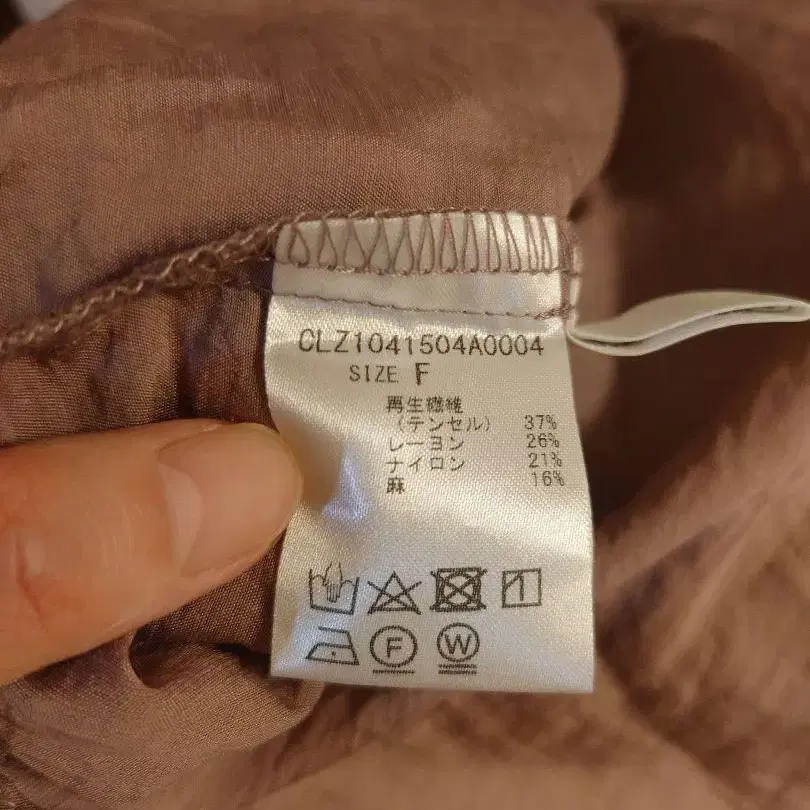 CLZ1041504A0004
SIZE F
再生繊維
(テンセル) 37%
レーヨン 26%
ナイロン 21%
麻 16%
F W